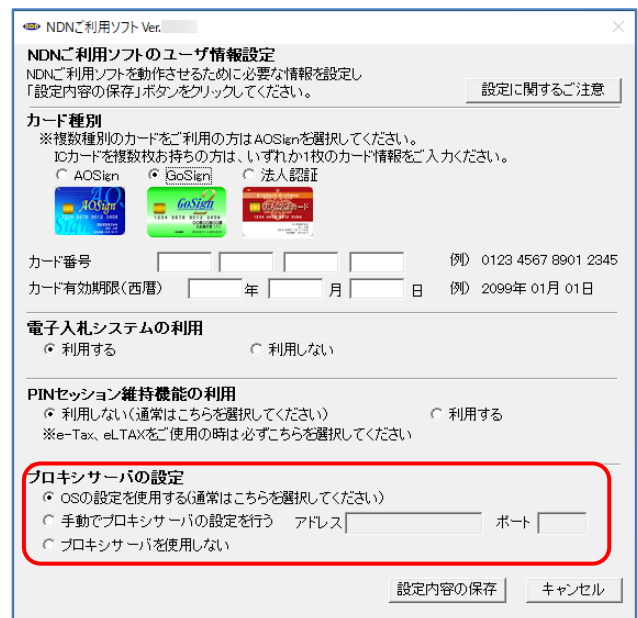 NDNご利用ソフト Ver.
NDNご利用ソフトのユーザ情報設定
NDNご利用ソフトを動作させるために必要な情報を設定し
「設定内容の保存」ボタンをクリックしてください。
設定に関するご注意
カード種別
※複数種別のカードをご利用の方はAOSignを選択してください。
ICカードを複数枚お持ちの方は、いずれか1枚のカード情報をご入力ください。
AOSign GoSign 法人認証
AOSign GoSign
カード番号 例) 0123 4567 8901 2345
カード有効期限(西暦) 年 月 日 例) 2099年 01月 01日
電子入札システムの利用
利用する 利用しない
PINセッション維持機能の利用
利用しない(通常はこちらを選択してください) 利用する
※e-Tax、eLTAXをご使用の時は必ずこちらを選択してください
プロキシサーバの設定
OSの設定を使用する(通常はこちらを選択してください)
手動でプロキシサーバの設定を行う アドレス ポート
プロキシサーバを使用しない
設定内容の保存 キャンセル